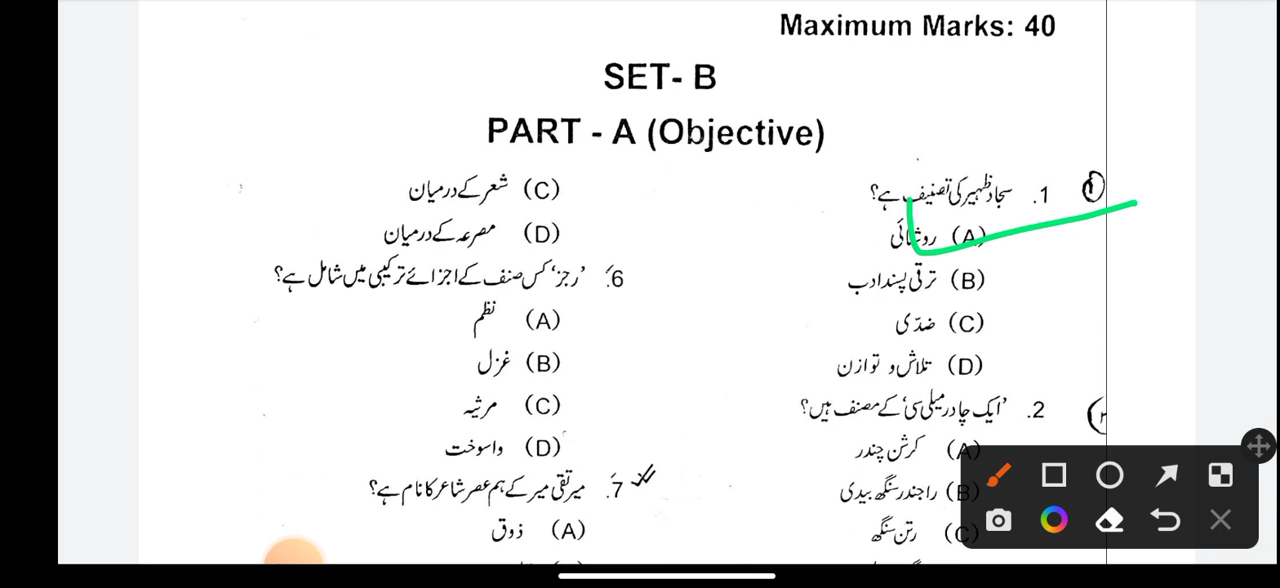 Maximum Marks: 40
SET- B
PART - A (Objective)
1. سجاد ظہیر کی تصنیف ہے؟
(A) روشنائی
(B) ترقی پسند ادب
(C) ضدّی
(D) تلاش و توازن
2. 'ایک چادر میلی سی' کے مصنف ہیں؟
(A) کرشن چندر
(B) راجندر سنگھ بیدی
(C) رتن سنگھ
(C) شعر کے درمیان
(D) مصرعہ کے درمیان
6. 'رجز' کس صنف کے اجزائے ترکیبی میں شامل ہے؟
(A) نظم
(B) غزل
(C) مرثیہ
(D) واسوخت
7. میر تقی میر کے ہم عصر شاعر کا نام ہے؟
(A) ذوق